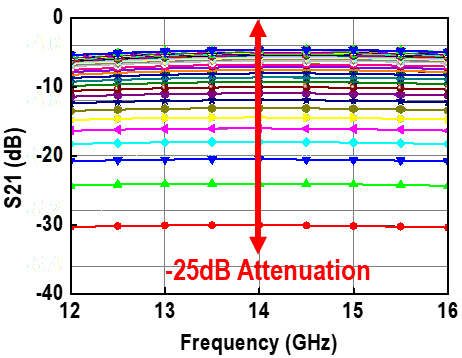 0
-10
-20
-30
-40
S21 (dB)
-25dB Attenuation
12 13 14 15 16
Frequency (GHz)